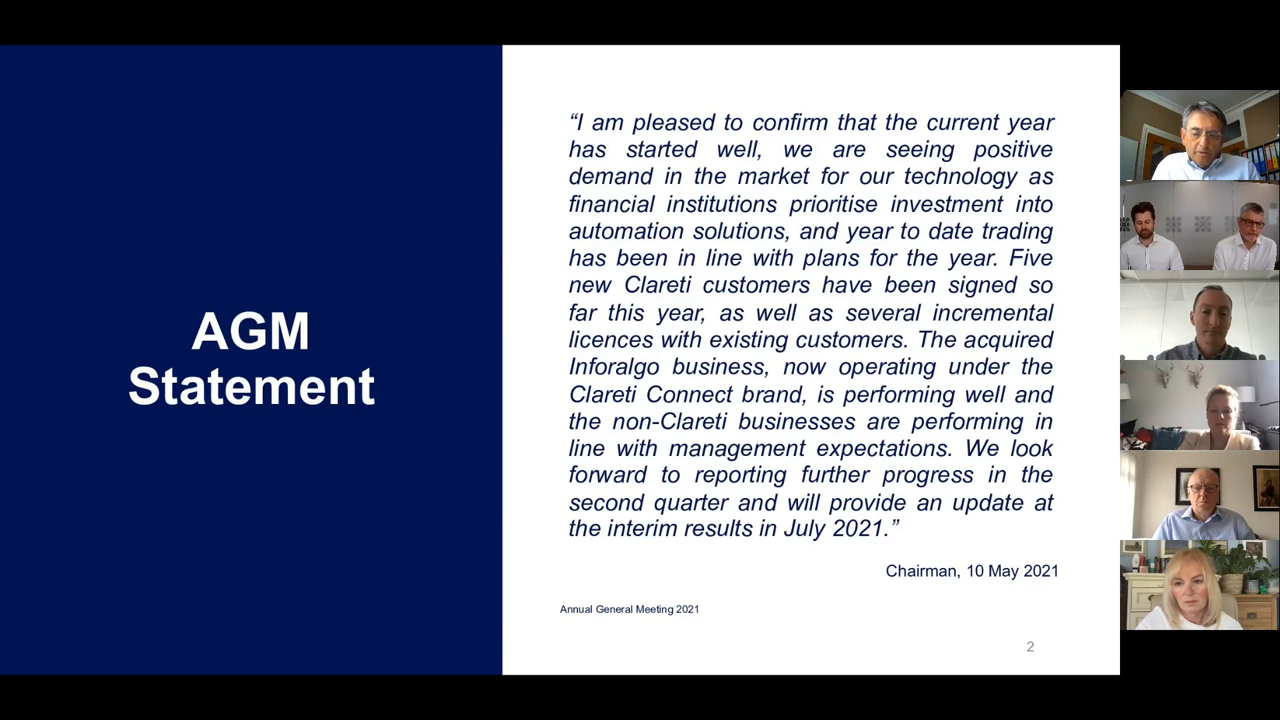 AGM
Statement
“I am pleased to confirm that the current year
has started well, we are seeing positive
demand in the market for our technology as
financial institutions prioritise investment into
automation solutions, and year to date trading
has been in line with plans for the year. Five
new Clareti customers have been signed so
far this year, as well as several incremental
licences with existing customers. The acquired
Inforalgo business, now operating under the
Clareti Connect brand, is performing well and
the non-Clareti businesses are performing in
line with management expectations. We look
forward to reporting further progress in the
second quarter and will provide an update at
the interim results in July 2021.”
Chairman, 10 May 2021
Annual General Meeting 2021
2